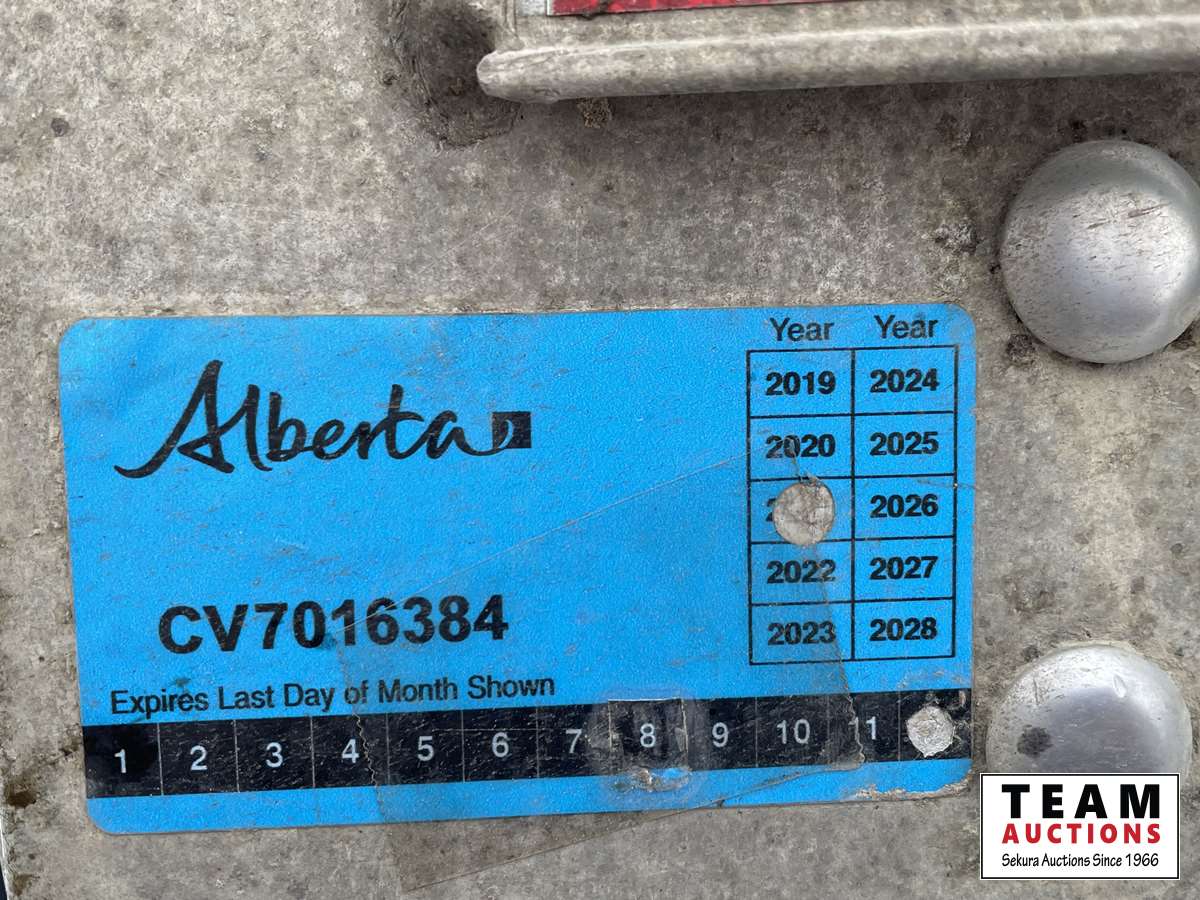 Alberta
Year Year
2019 2024
2020 2025
2026
2022 2027
2023 2028
CV7016384
Expires Last Day of Month Shown
1 2 3 4 5 6 7 8 9 10 11
TEAM
AUCTIONS
Sekura Auctions Since 1966